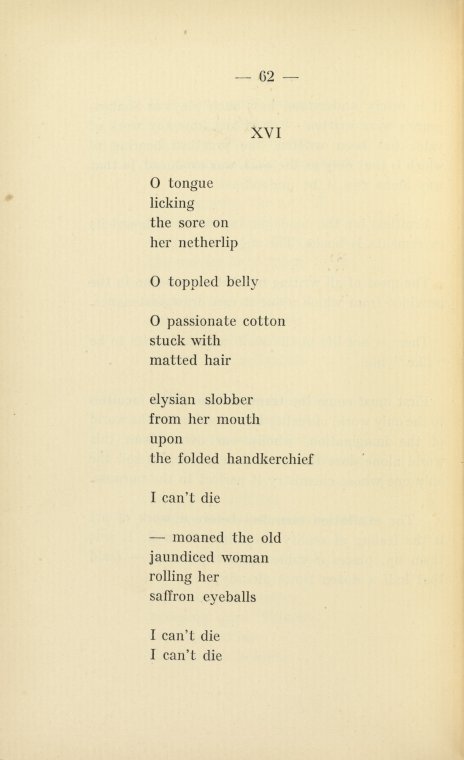 — 62 —
XVI
O tongue
licking
the sore on
her netherlip
O toppled belly
O passionate cotton
stuck with
matted hair
elysian slobber
from her mouth
upon
the folded handkerchief
I can't die
— moaned the old
jaundiced woman
rolling her
saffron eyeballs
I can't die
I can't die